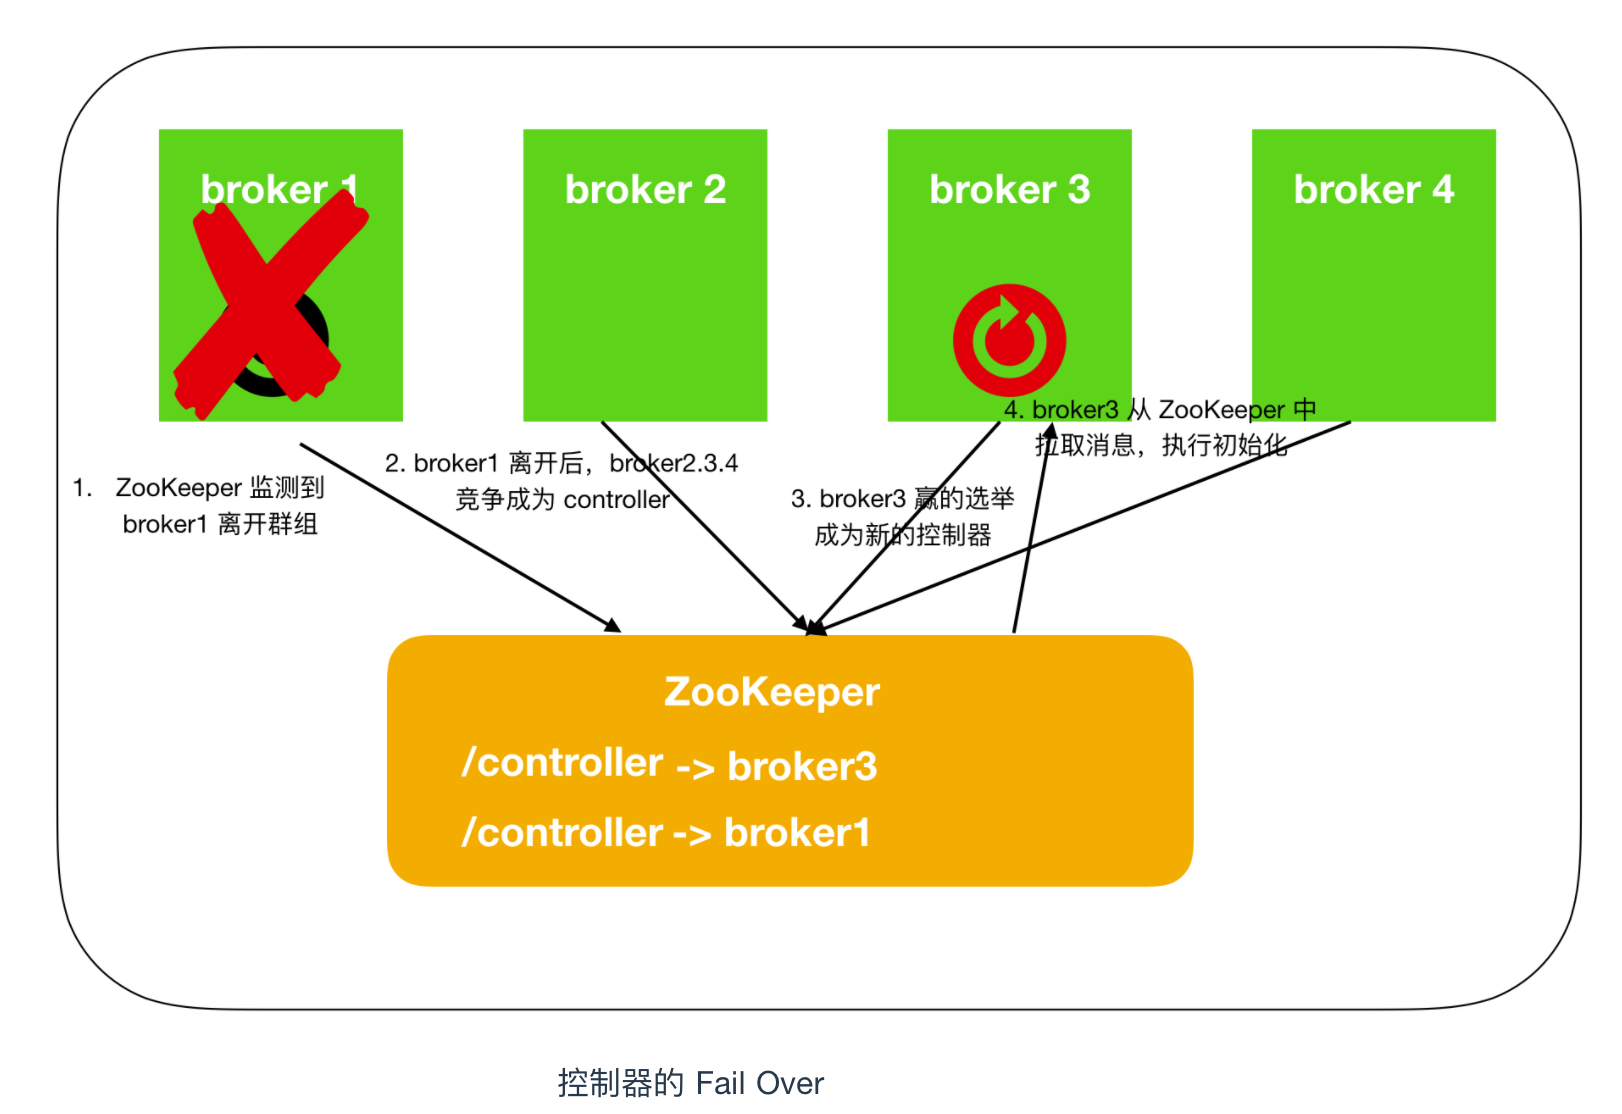 broker 1
broker 2
broker 3
broker 4
1. ZooKeeper 监测到
broker1 离开群组
2. broker1 离开后，broker2.3.4
竞争成为 controller
3. broker3 赢的选举
成为新的控制器
4. broker3 从 ZooKeeper 中
拉取消息，执行初始化
ZooKeeper
/controller -> broker3
/controller -> broker1
控制器的 Fail Over